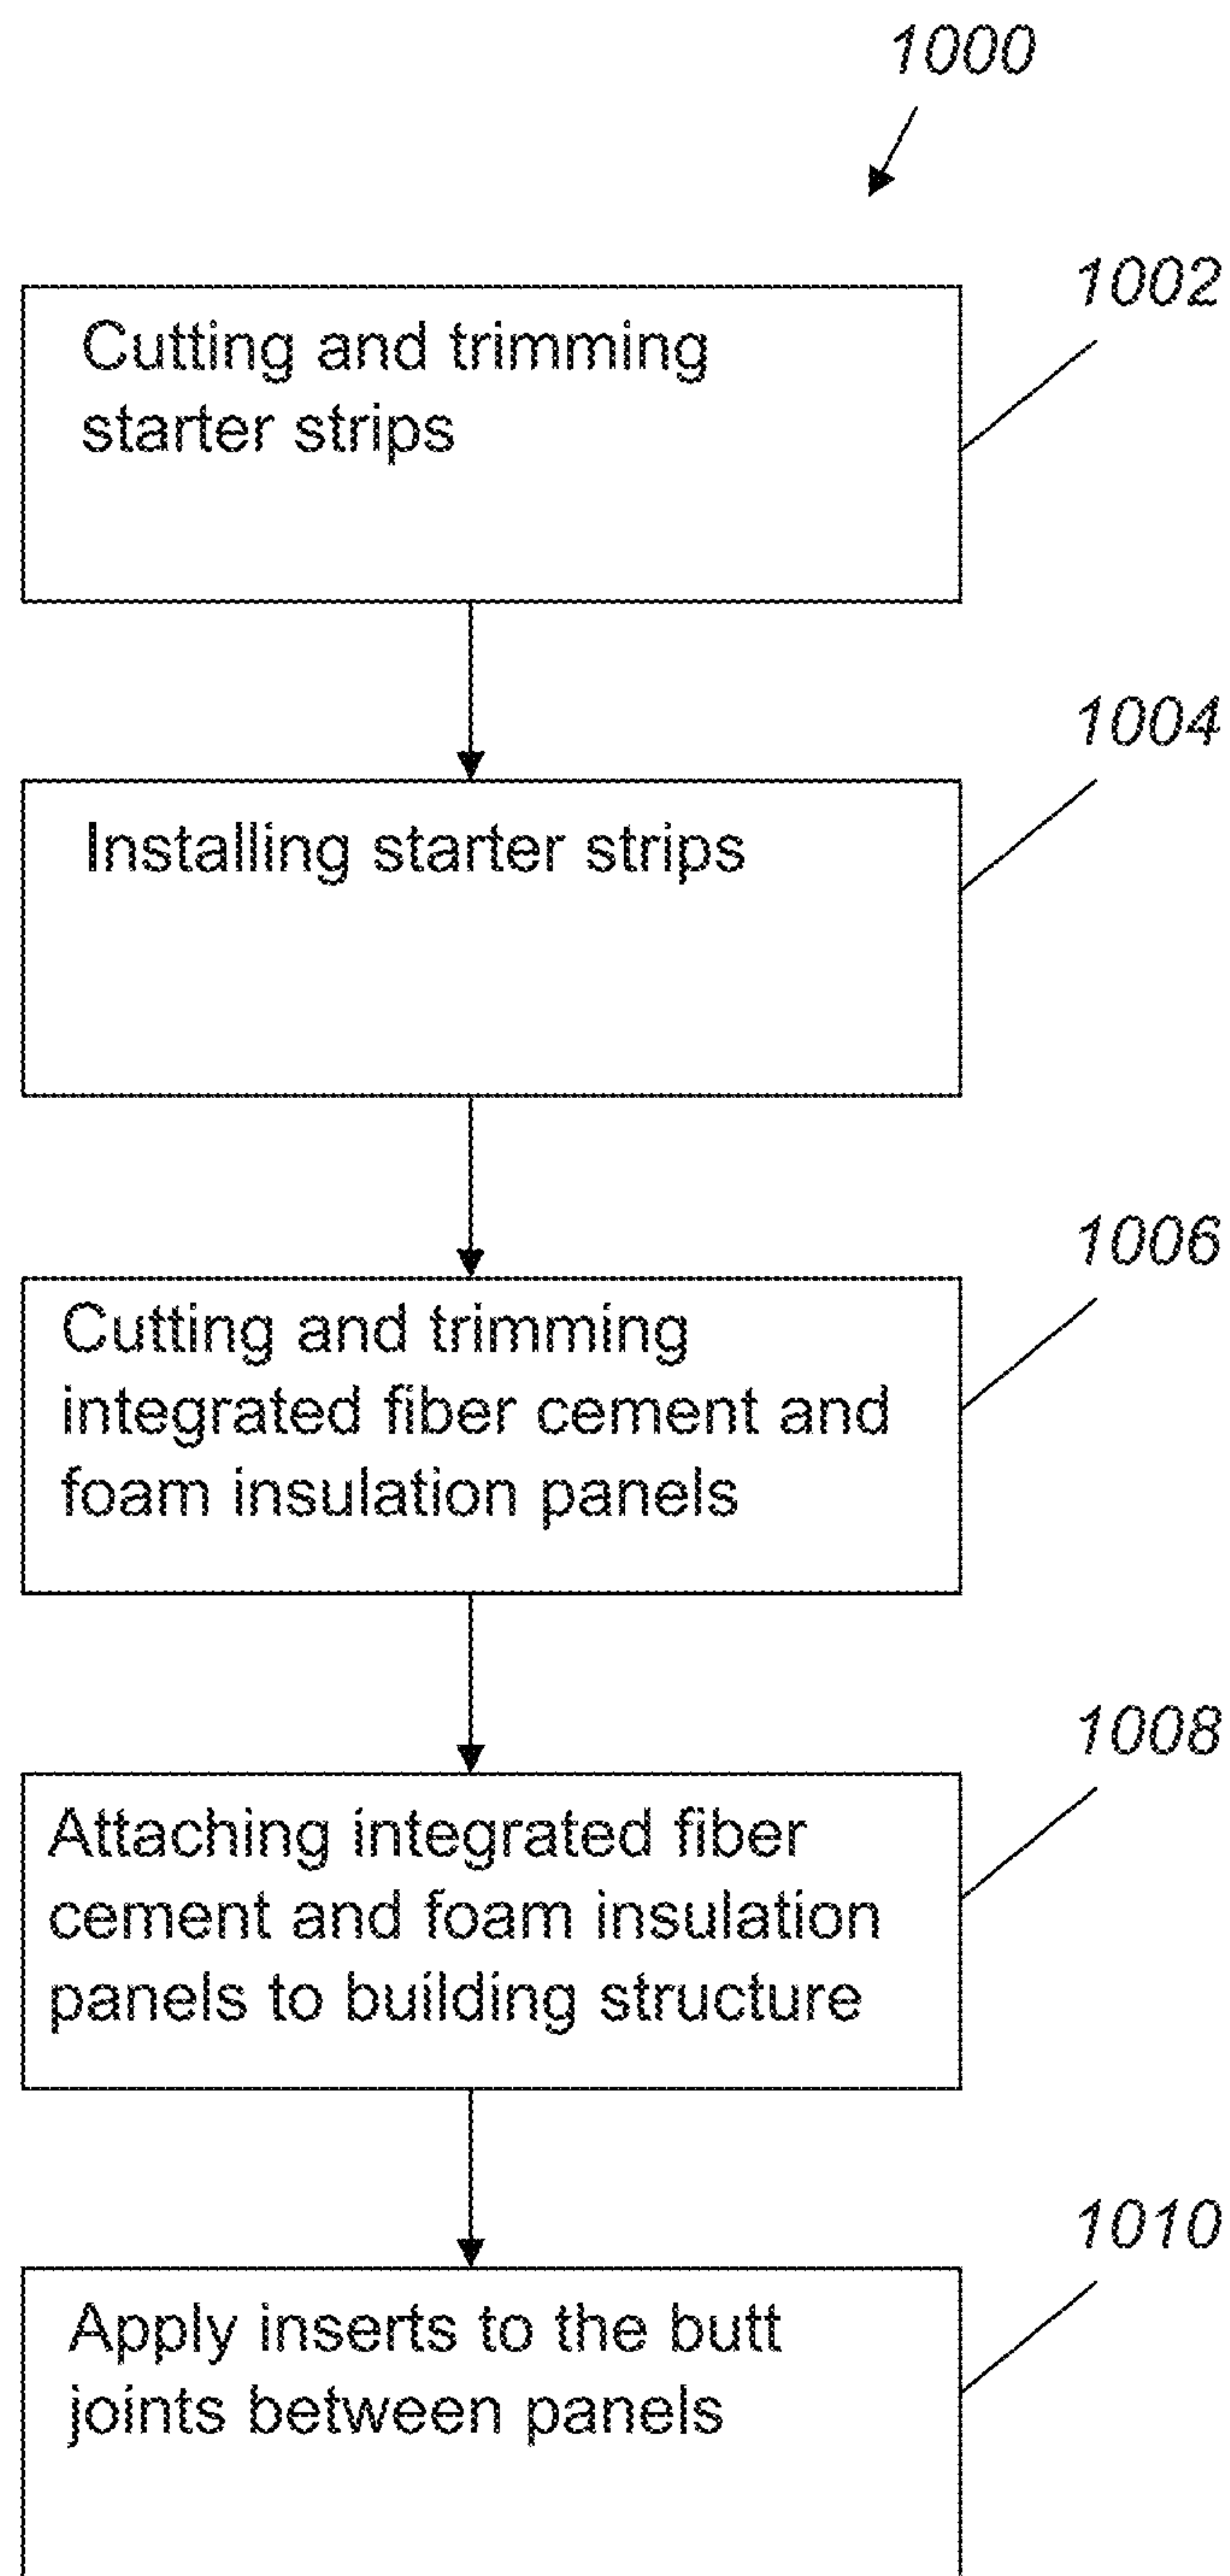 1000
1002
Cutting and trimming
starter strips
1004
Installing starter strips
1006
Cutting and trimming
integrated fiber cement and
foam insulation panels
1008
Attaching integrated fiber
cement and foam insulation
panels to building structure
1010
Apply inserts to the butt
joints between panels